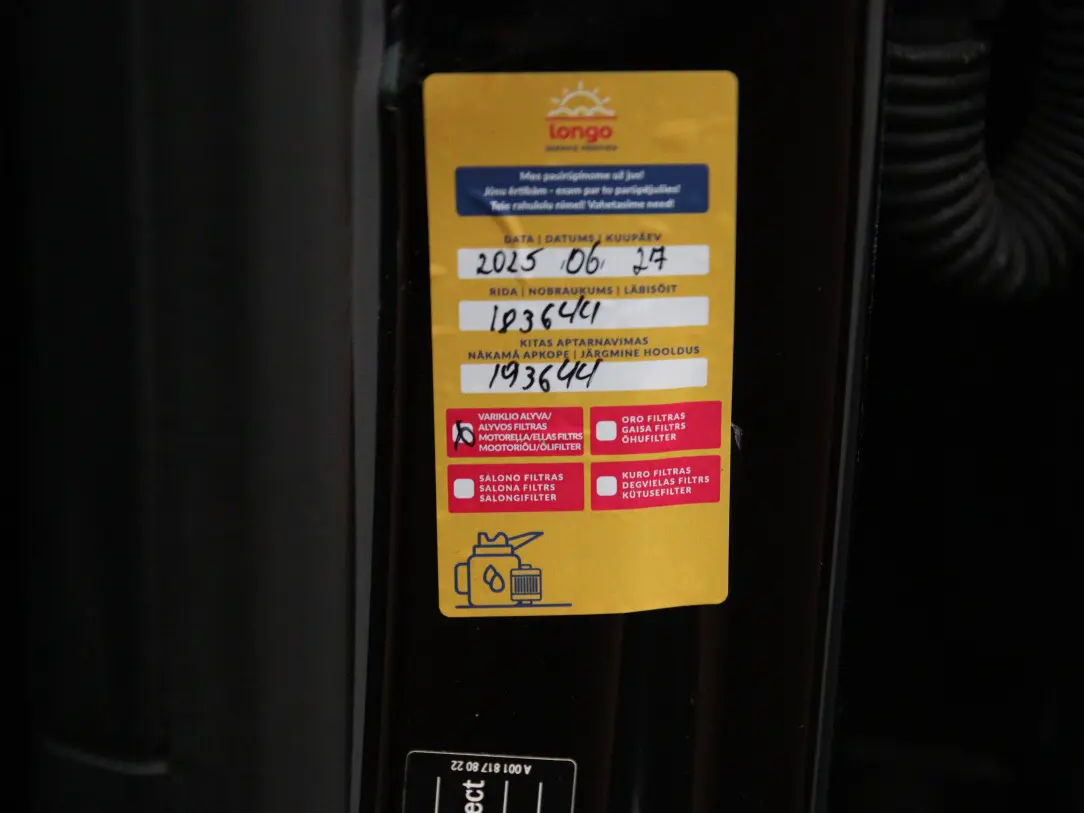 longo
Mes pasirūpinome už jus!
Jūsu ērtībām - esam par to parūpējušies!
Teie rahulolu nimel! Vahetasime need!
DATA | DATUMS | KUUPÄEV
2025 .06. 27
RIDA | NOBRAUKUMS | LÄBISÕIT
183644
KITAS APTARNAVIMAS
NĀKAMĀ APKOPE | JÄRGMINE HOOLDUS
193644
VARIKLIO ALYVA/
ALYVOS FILTRAS
MOTOREĻĻA/EĻĻAS FILTRS
MOOTORIÕLI/ÕLIFILTER
ORO FILTRAS
GAISA FILTRS
ÕHUFILTER
SALONO FILTRAS
SALONA FILTRS
SALONGIFILTER
KURO FILTRAS
DEGVIELAS FILTRS
KÜTUSEFILTER
A 001 817 80 22
ect